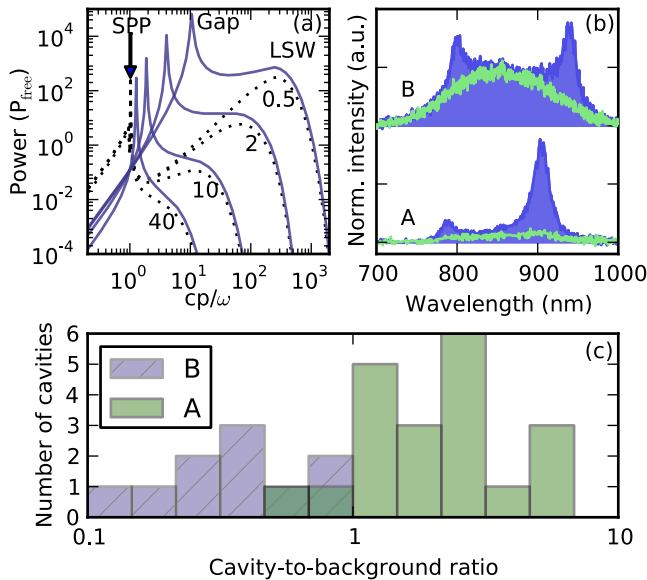 SPP
Gap
(a)
LSW
0.5
2
10
40
10^4
10^2
10^0
10^-2
10^-4
Power (P_free)
10^0
10^1
10^2
10^3
cp/ω
(b)
B
A
Norm. intensity (a.u.)
700
800
900
1000
Wavelength (nm)
(c)
B
A
6
5
4
3
2
1
0
Number of cavities
0.1
1
10
Cavity-to-background ratio